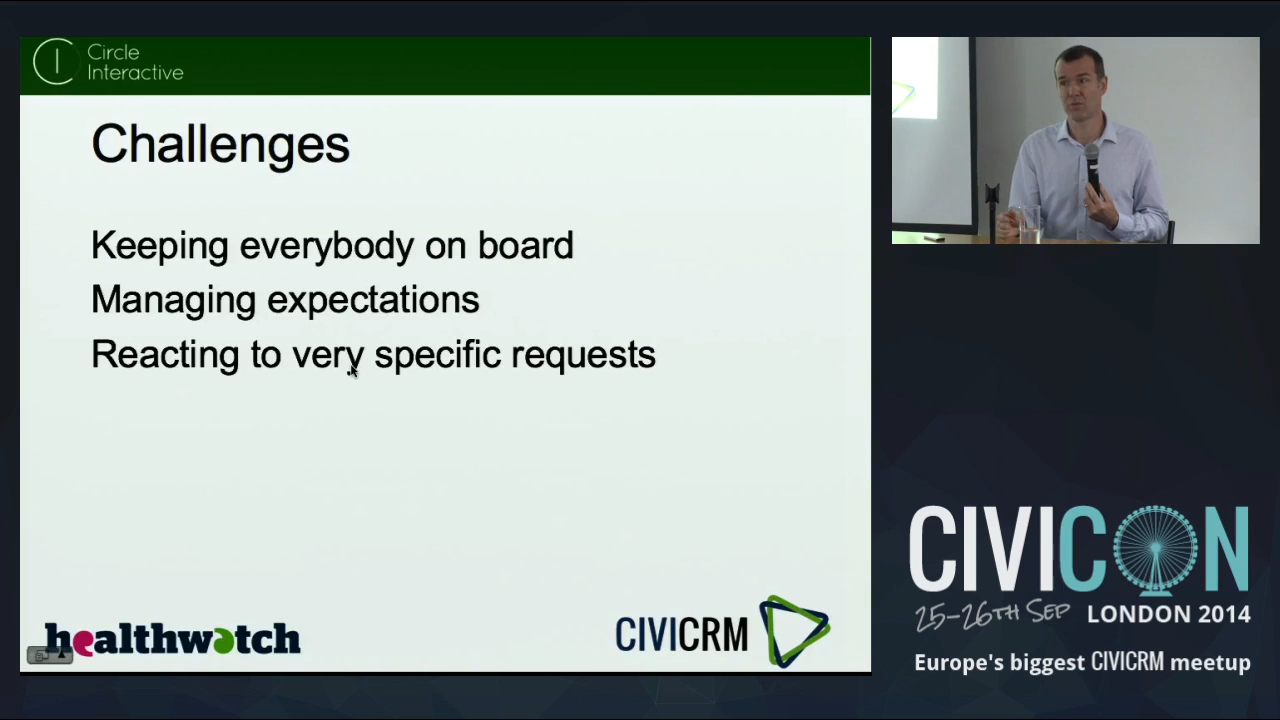 Circle
Interactive
Challenges
Keeping everybody on board
Managing expectations
Reacting to very specific requests
healthwatch
CIVICRM
CIVICON
25-26TH SEP LONDON 2014
Europe's biggest CIVICRM meetup